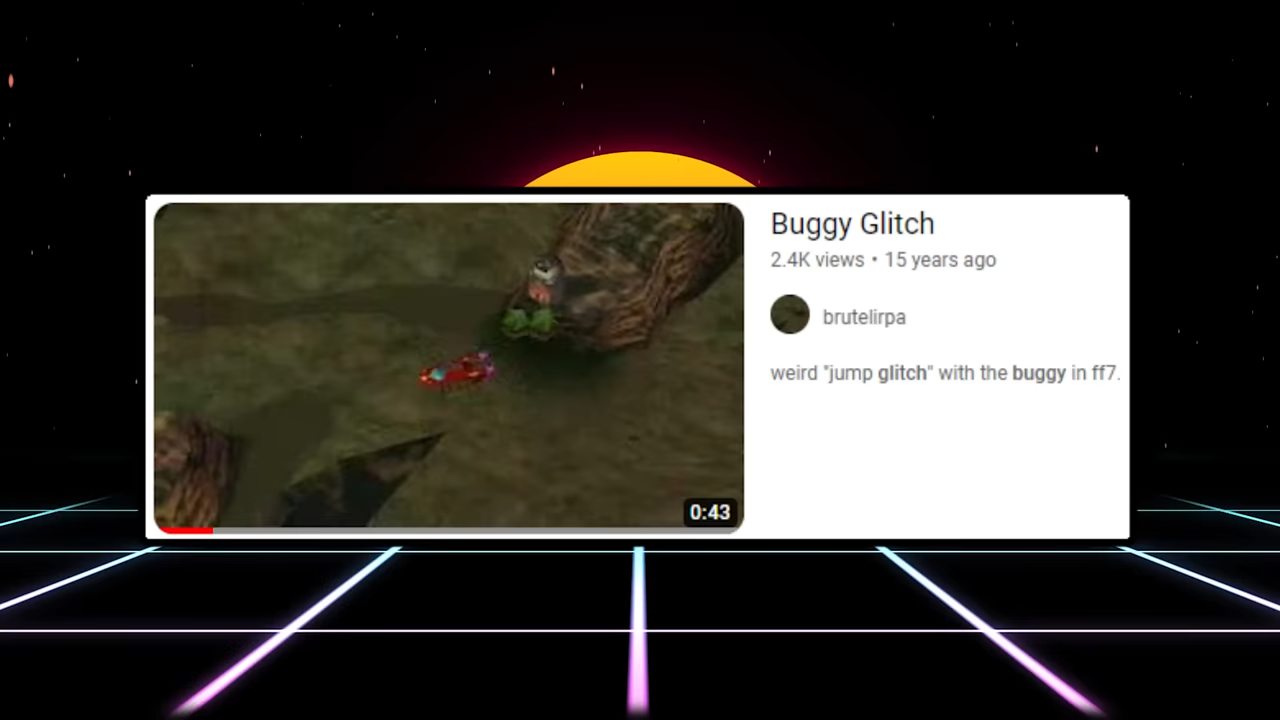 Buggy Glitch
2.4K views • 15 years ago
brutelirpa
weird "jump glitch" with the buggy in ff7.
0:43